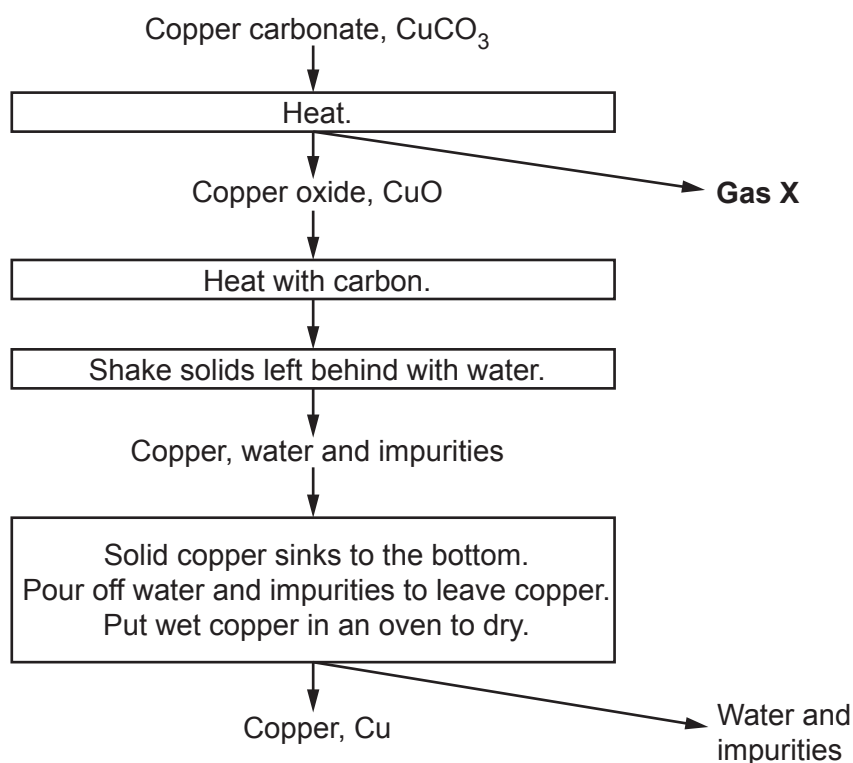 Copper carbonate, CuCO₃
Heat.
Copper oxide, CuO
Gas X
Heat with carbon.
Shake solids left behind with water.
Copper, water and impurities
Solid copper sinks to the bottom.
Pour off water and impurities to leave copper.
Put wet copper in an oven to dry.
Copper, Cu
Water and
impurities